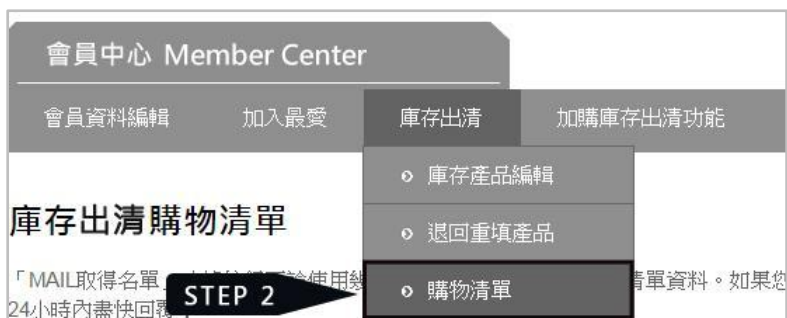 會員中心 Member Center
會員資料編輯 加入最愛 庫存出清 加購庫存出清功能
庫存產品編輯
退回重填產品
購物清單
庫存出清購物清單
「MAIL取得名單 使用 清單資料。如果您
24小時內盡快回覆
STEP 2